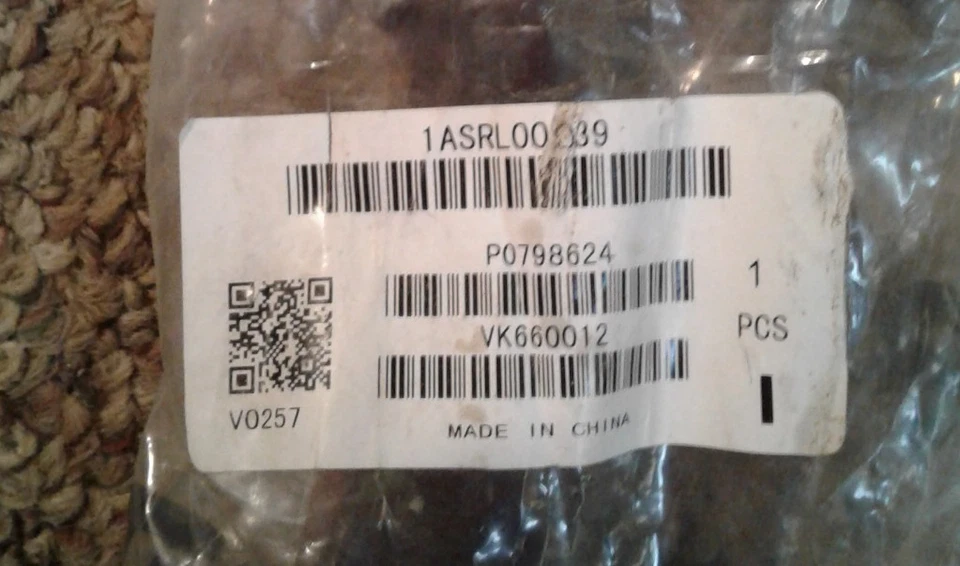 P0798624
1
VK660012
PCS
V0257
MADE IN CHINA